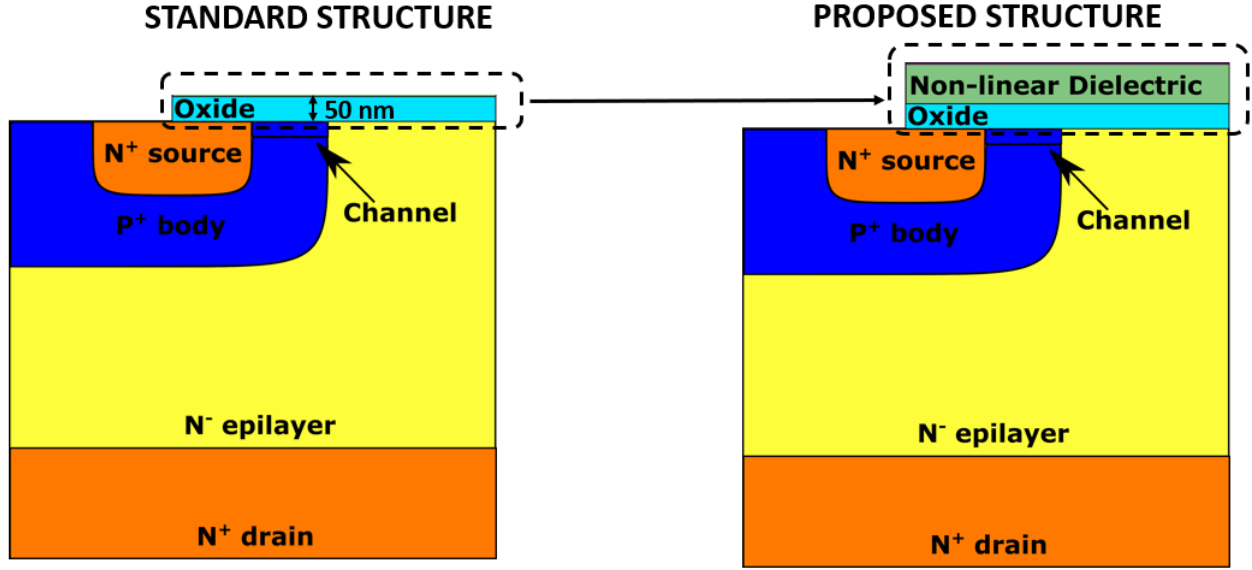 STANDARD STRUCTURE
Oxide
50 nm
N⁺ source
Channel
P⁺ body
N⁻ epilayer
N⁺ drain
PROPOSED STRUCTURE
Non-linear Dielectric
Oxide
N⁺ source
Channel
P⁺ body
N⁻ epilayer
N⁺ drain